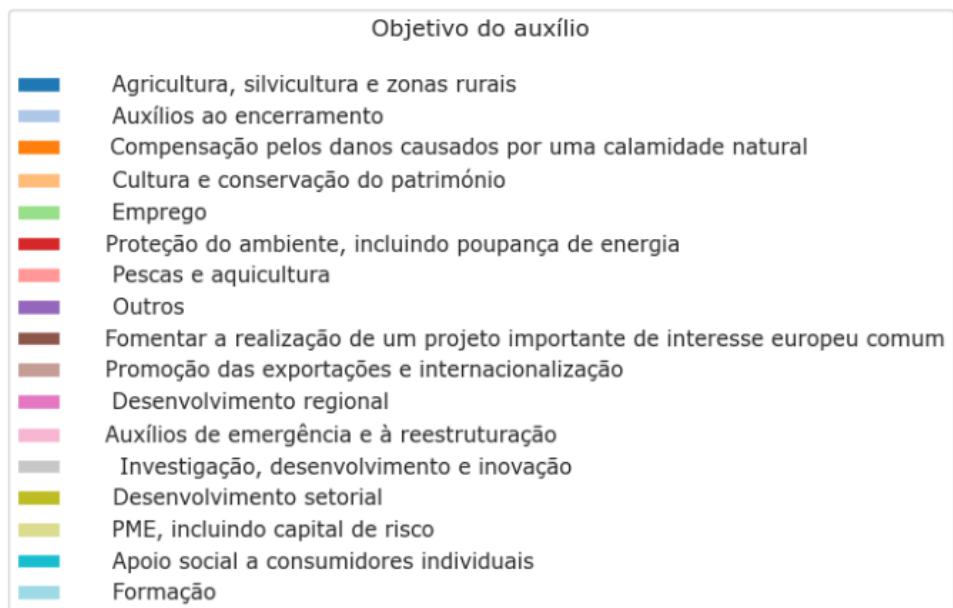 Objetivo do auxílio
Agricultura, silvicultura e zonas rurais
Auxílios ao encerramento
Compensação pelos danos causados por uma calamidade natural
Cultura e conservação do património
Emprego
Proteção do ambiente, incluindo poupança de energia
Pescas e aquicultura
Outros
Fomentar a realização de um projeto importante de interesse europeu comum
Promoção das exportações e internacionalização
Desenvolvimento regional
Auxílios de emergência e à reestruturação
Investigação, desenvolvimento e inovação
Desenvolvimento setorial
PME, incluindo capital de risco
Apoio social a consumidores individuais
Formação